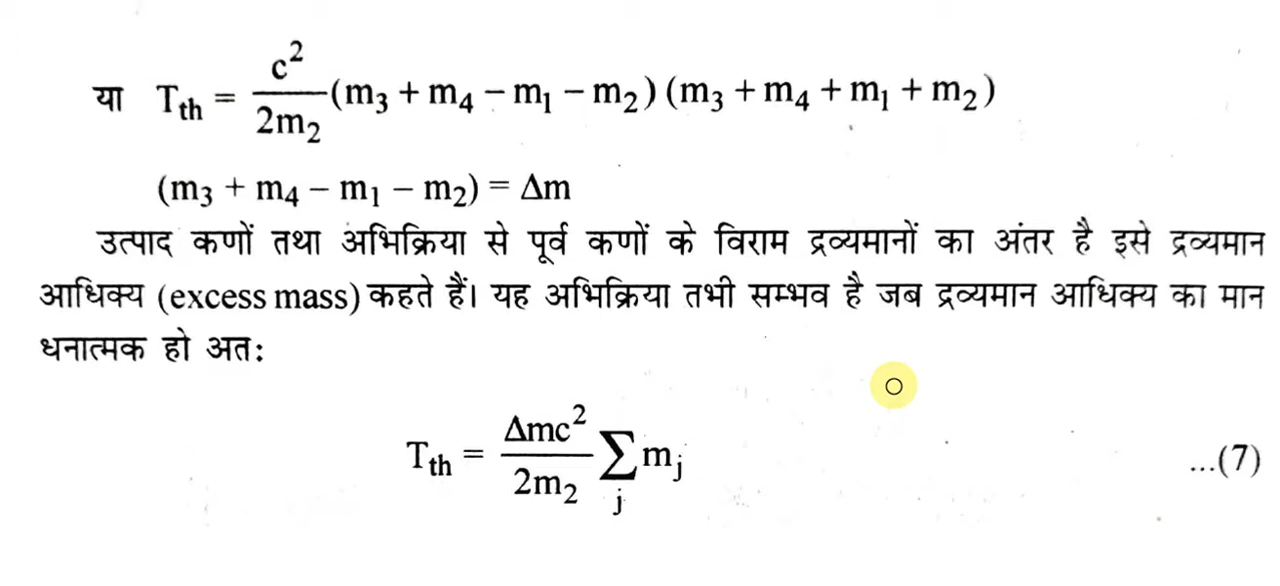 या T_th = c²/2m₂ (m₃ + m₄ − m₁ − m₂) (m₃ + m₄ + m₁ + m₂)
(m₃ + m₄ − m₁ − m₂) = Δm
उत्पाद कणों तथा अभिक्रिया से पूर्व कणों के विराम द्रव्यमानों का अंतर है इसे द्रव्यमान
आधिक्य (excess mass) कहते हैं। यह अभिक्रिया तभी सम्भव है जब द्रव्यमान आधिक्य का मान
धनात्मक हो अतः
T_th = Δmc²/2m₂ ∑_j m_j ...(7)